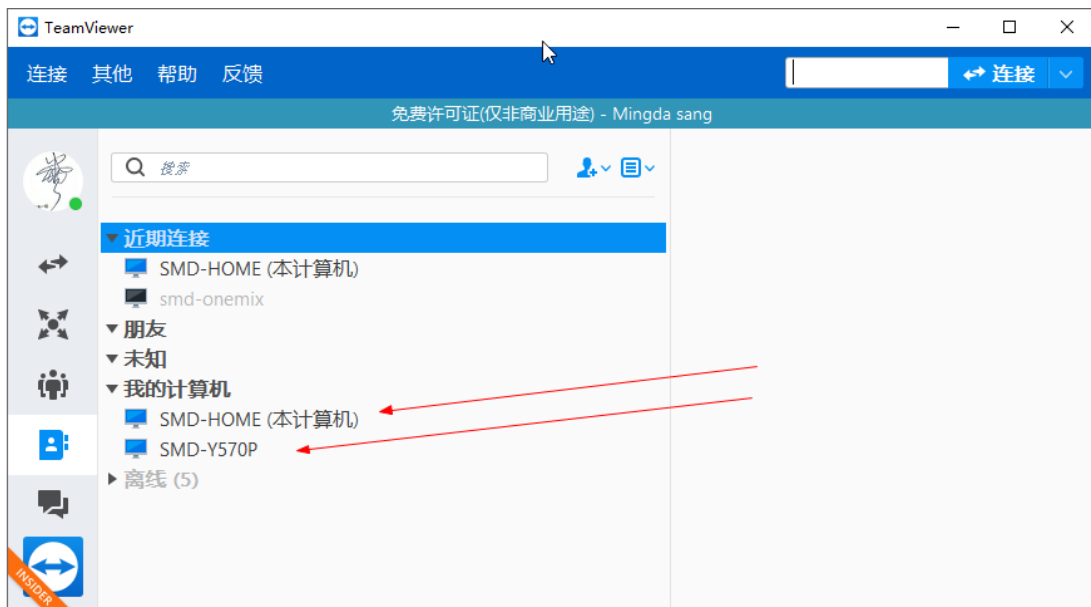 TeamViewer
连接 其他 帮助 反馈 连接
免费许可证(仅非商业用途) - Mingda sang
搜索
近期连接
SMD-HOME (本计算机)
smd-onemix
朋友
未知
我的计算机
SMD-HOME (本计算机)
SMD-Y570P
离线 (5)
INSIDER